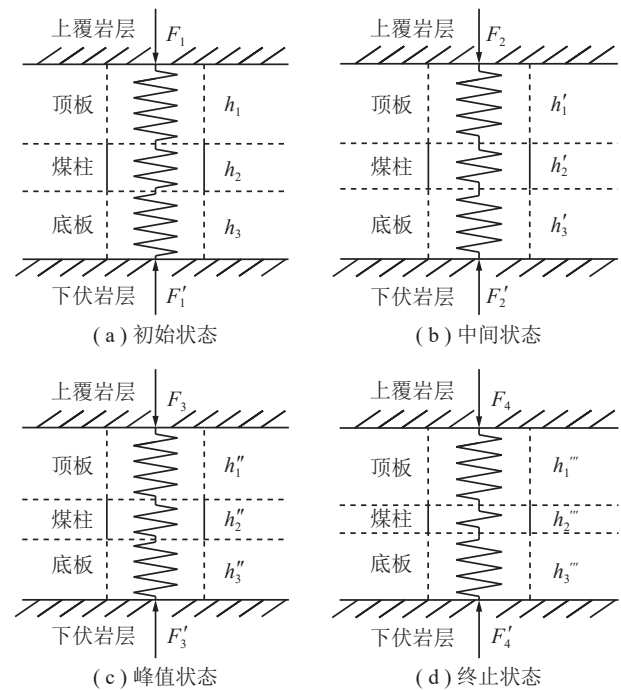 上覆岩层 F₁
顶板 h₁
煤柱 h₂
底板 h₃
下伏岩层 F₁′
( a ) 初始状态
上覆岩层 F₂
顶板 h₁′
煤柱 h₂′
底板 h₃′
下伏岩层 F₂′
( b ) 中间状态
上覆岩层 F₃
顶板 h₁″
煤柱 h₂″
底板 h₃″
下伏岩层 F₃′
( c ) 峰值状态
上覆岩层 F₄
顶板 h₁‴
煤柱 h₂‴
底板 h₃‴
下伏岩层 F₄′
( d ) 终止状态